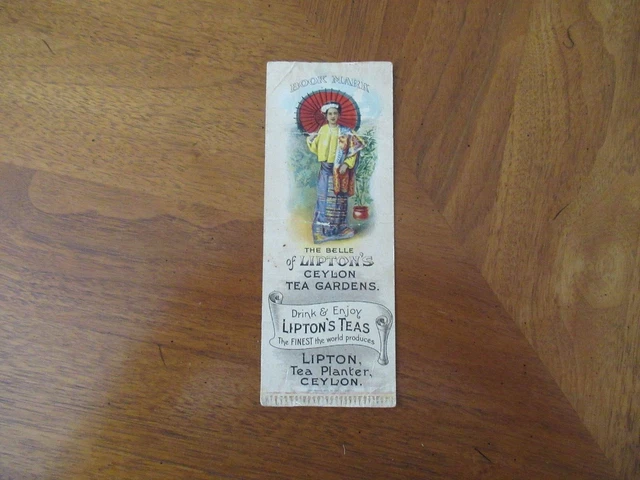 BOOK MARK
THE BELLE
of LIPTON'S
CEYLON
TEA GARDENS.
Drink & Enjoy
LIPTON'S TEAS
The FINEST the world produces
LIPTON,
Tea Planter,
CEYLON.